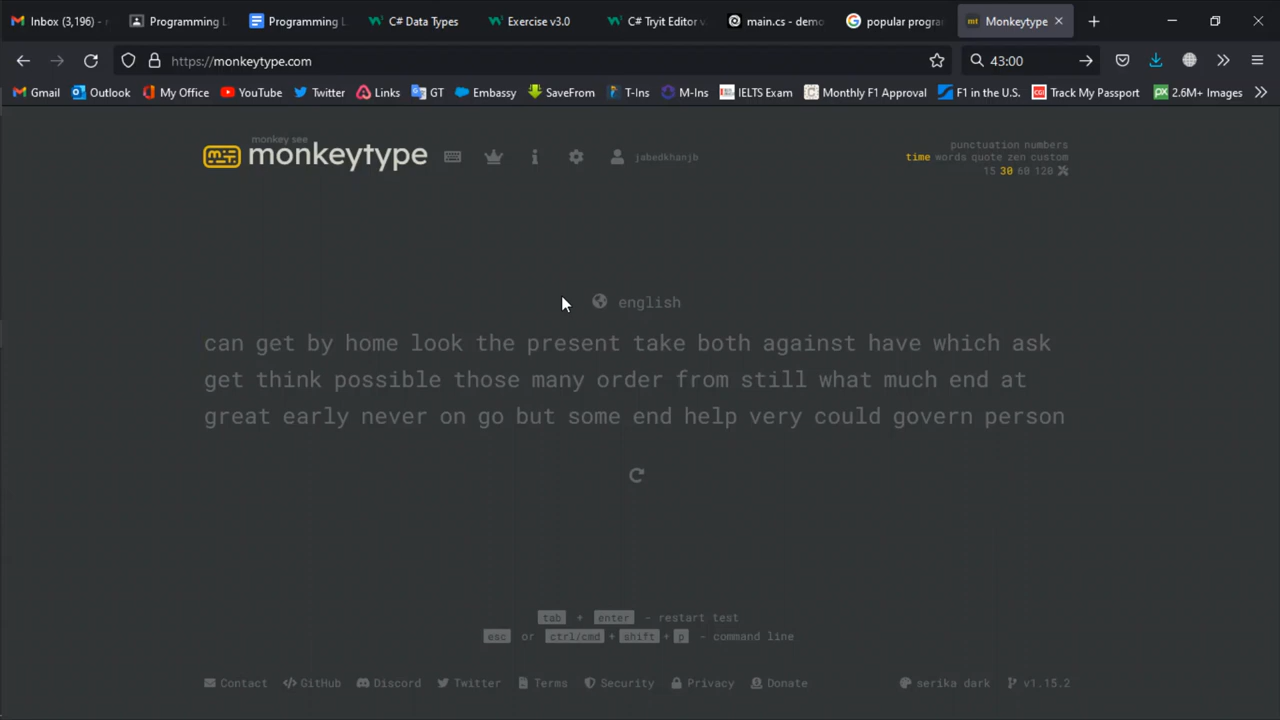 Inbox (3,196) -
Programming L
Programming L
C# Data Types
Exercise v3.0
C# Tryit Editor v.
main.cs - demo
popular progra
Monkeytype
https://monkeytype.com
43:00
Gmail
Outlook
My Office
YouTube
Twitter
Links
GT
Embassy
SaveFrom
T-Ins
M-Ins
IELTS Exam
Monthly F1 Approval
F1 in the U.S.
Track My Passport
2.6M+ Images
monkey see
monkeytype
jabedkhanjb
punctuation numbers
time words quote zen custom
15 30 60 120
english
can get by home look the present take both against have which ask
get think possible those many order from still what much end at
great early never on go but some end help very could govern person
tab + enter - restart test
esc or ctrl/cmd + shift + p - command line
Contact GitHub Discord Twitter Terms Security Privacy Donate serika dark v1.15.2